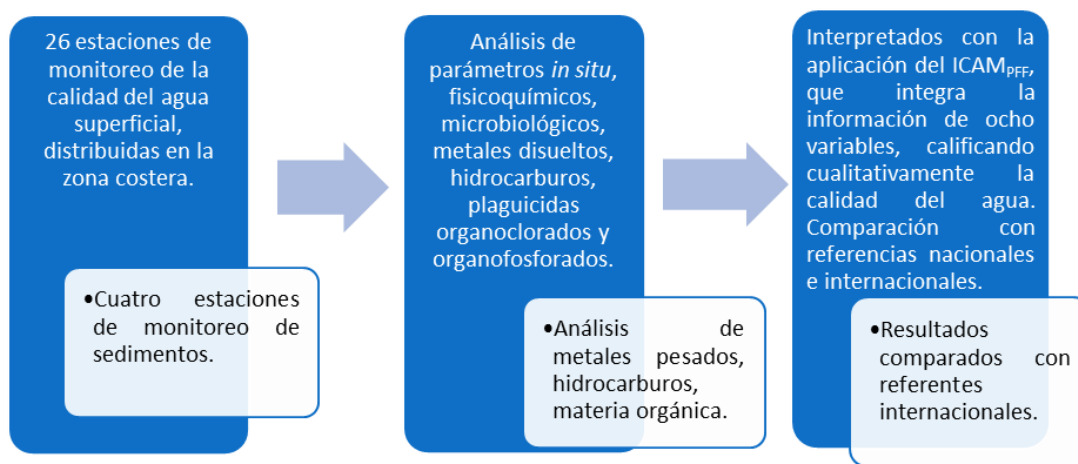 26 estaciones de
monitoreo de la
calidad del agua
superficial,
distribuidas en la
zona costera.
•Cuatro estaciones
de monitoreo de
sedimentos.
Análisis de
parámetros in situ,
fisicoquímicos,
microbiológicos,
metales disueltos,
hidrocarburos,
plaguicidas
organoclorados y
organofosforados.
•Análisis de
metales pesados,
hidrocarburos,
materia orgánica.
Interpretados con la
aplicación del ICAMPFF,
que integra la
información de ocho
variables, calificando
cualitativamente la
calidad del agua.
Comparación con
referencias nacionales
e internacionales.
•Resultados
comparados con
referentes
internacionales.